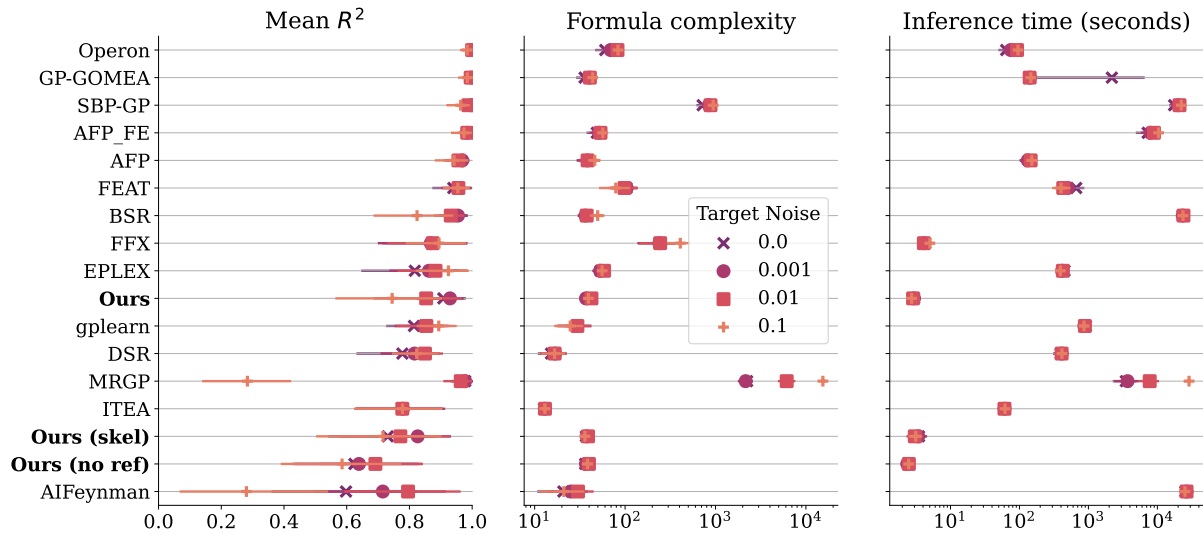 Mean R²
Formula complexity
Inference time (seconds)
Operon
GP-GOMEA
SBP-GP
AFP_FE
AFP
FEAT
BSR
FFX
EPLEX
Ours
gplearn
DSR
MRGP
ITEA
Ours (skel)
Ours (no ref)
AIFeynman
Target Noise
0.0
0.001
0.01
0.1
0.0 0.2 0.4 0.6 0.8 1.0
10¹ 10² 10³ 10⁴
10¹ 10² 10³ 10⁴